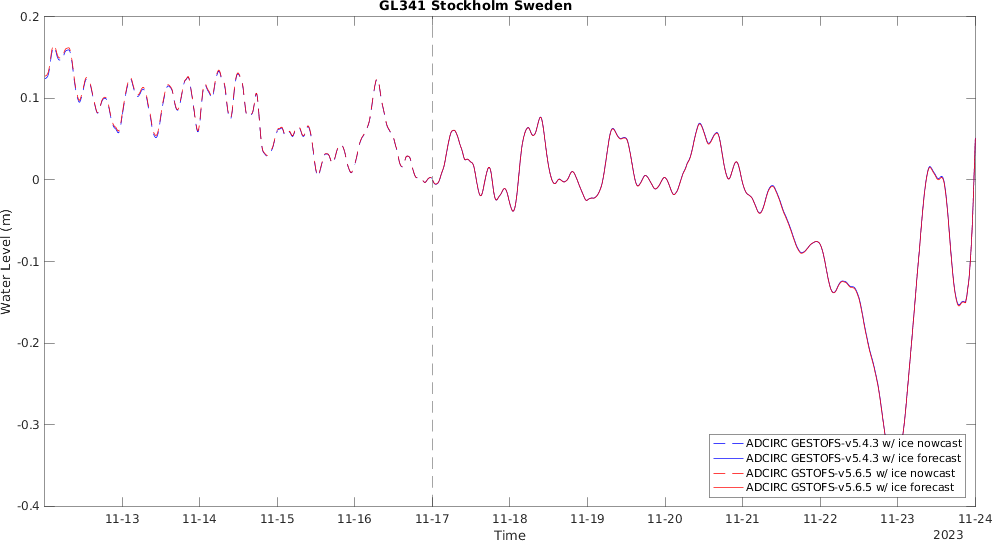 GL341 Stockholm Sweden
0.2
0.1
0
-0.1
-0.2
-0.3
-0.4
Water Level (m)
ADCIRC GESTOFS-v5.4.3 w/ ice nowcast
ADCIRC GESTOFS-v5.4.3 w/ ice forecast
ADCIRC GSTOFS-v5.6.5 w/ ice nowcast
ADCIRC GSTOFS-v5.6.5 w/ ice forecast
11-13 11-14 11-15 11-16 11-17 11-18 11-19 11-20 11-21 11-22 11-23 11-24
Time
2023